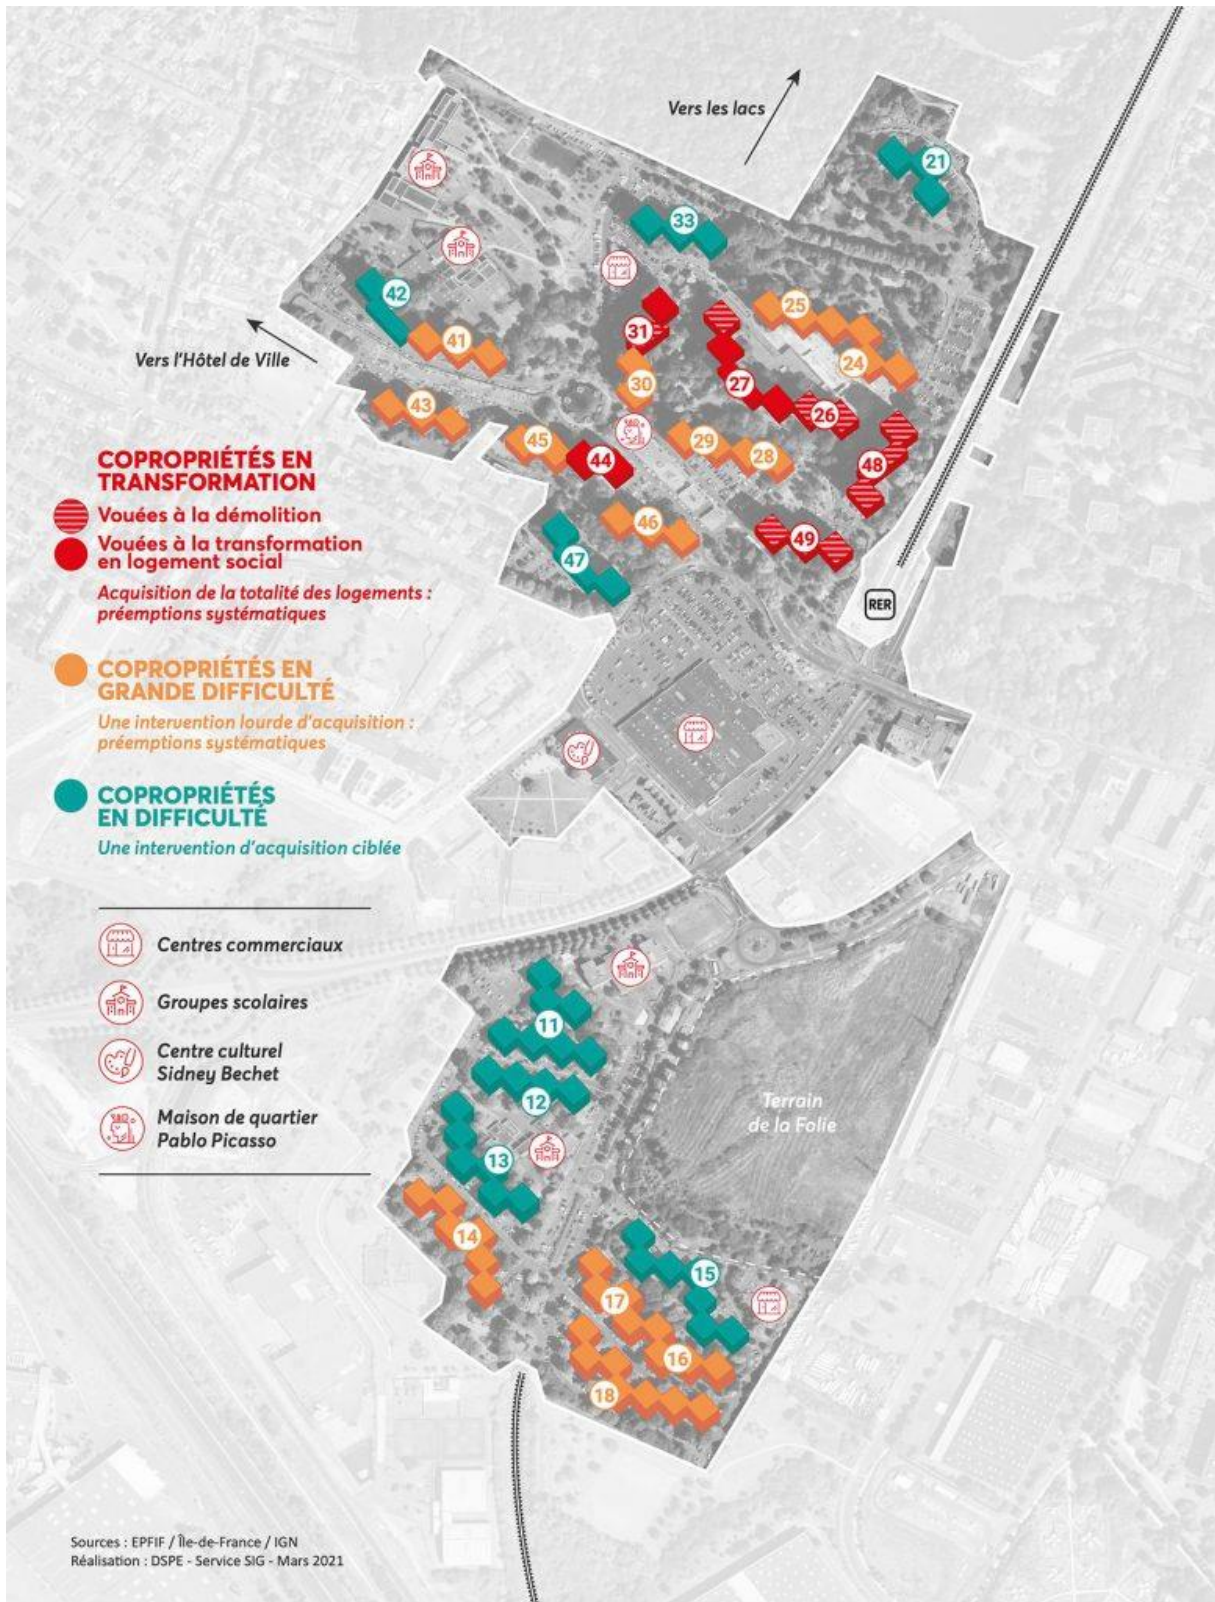 Vers les lacs
21
33
42
25
31
41
Vers l'Hôtel de Ville
24
30
27
43
26
45
29
28
44
48
COPROPRIÉTÉS EN
TRANSFORMATION
Vouées à la démolition
Vouées à la transformation
en logement social
Acquisition de la totalité des logements :
préemptions systématiques
46
49
47
RER
COPROPRIÉTÉS EN
GRANDE DIFFICULTÉ
Une intervention lourde d'acquisition :
préemptions systématiques
COPROPRIÉTÉS
EN DIFFICULTÉ
Une intervention d'acquisition ciblée
Centres commerciaux
Groupes scolaires
Centre culturel
Sidney Bechet
Maison de quartier
Pablo Picasso
11
12
Terrain
de la Folie
13
14
15
17
16
18
Sources : EPFIF / Île-de-France / IGN
Réalisation : DSPE - Service SIG - Mars 2021